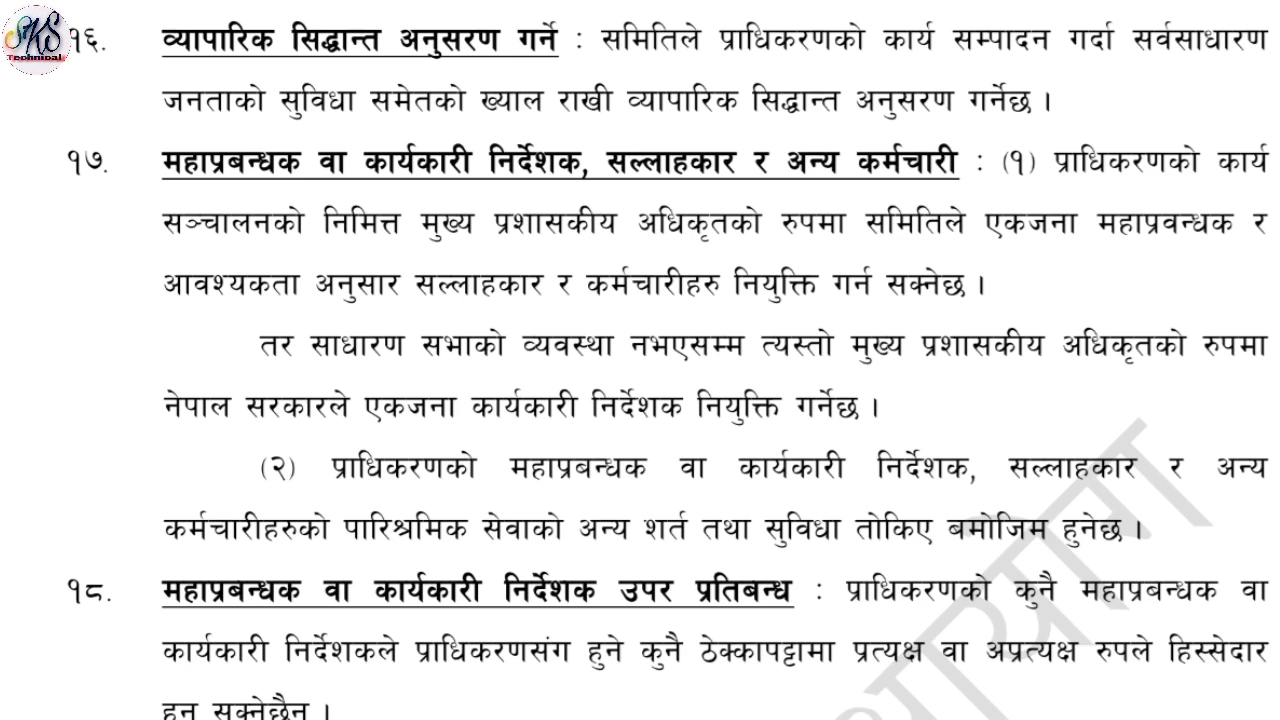 SKS
Technical
१६. व्यापारिक सिद्धान्त अनुसरण गर्ने : समितिले प्राधिकरणको कार्य सम्पादन गर्दा सर्वसाधारण
जनताको सुविधा समेतको ख्याल राखी व्यापारिक सिद्धान्त अनुसरण गर्नेछ ।
१७. महाप्रबन्धक वा कार्यकारी निर्देशक, सल्लाहकार र अन्य कर्मचारी : (१) प्राधिकरणको कार्य
सञ्चालनको निमित्त मुख्य प्रशासकीय अधिकृतको रुपमा समितिले एकजना महाप्रवन्धक र
आवश्यकता अनुसार सल्लाहकार र कर्मचारीहरु नियुक्ति गर्न सक्नेछ ।
तर साधारण सभाको व्यवस्था नभएसम्म त्यस्तो मुख्य प्रशासकीय अधिकृतको रुपमा
नेपाल सरकारले एकजना कार्यकारी निर्देशक नियुक्ति गर्नेछ ।
(२) प्राधिकरणको महाप्रबन्धक वा कार्यकारी निर्देशक, सल्लाहकार र अन्य
कर्मचारीहरुको पारिश्रमिक सेवाको अन्य शर्त तथा सुविधा तोकिए बमोजिम हुनेछ ।
१८. महाप्रबन्धक वा कार्यकारी निर्देशक उपर प्रतिबन्ध : प्राधिकरणको कुनै महाप्रबन्धक वा
कार्यकारी निर्देशकले प्राधिकरणसंग हुने कुनै ठेक्कापट्टामा प्रत्यक्ष वा अप्रत्यक्ष रुपले हिस्सेदार
हुन सक्नेछैन ।